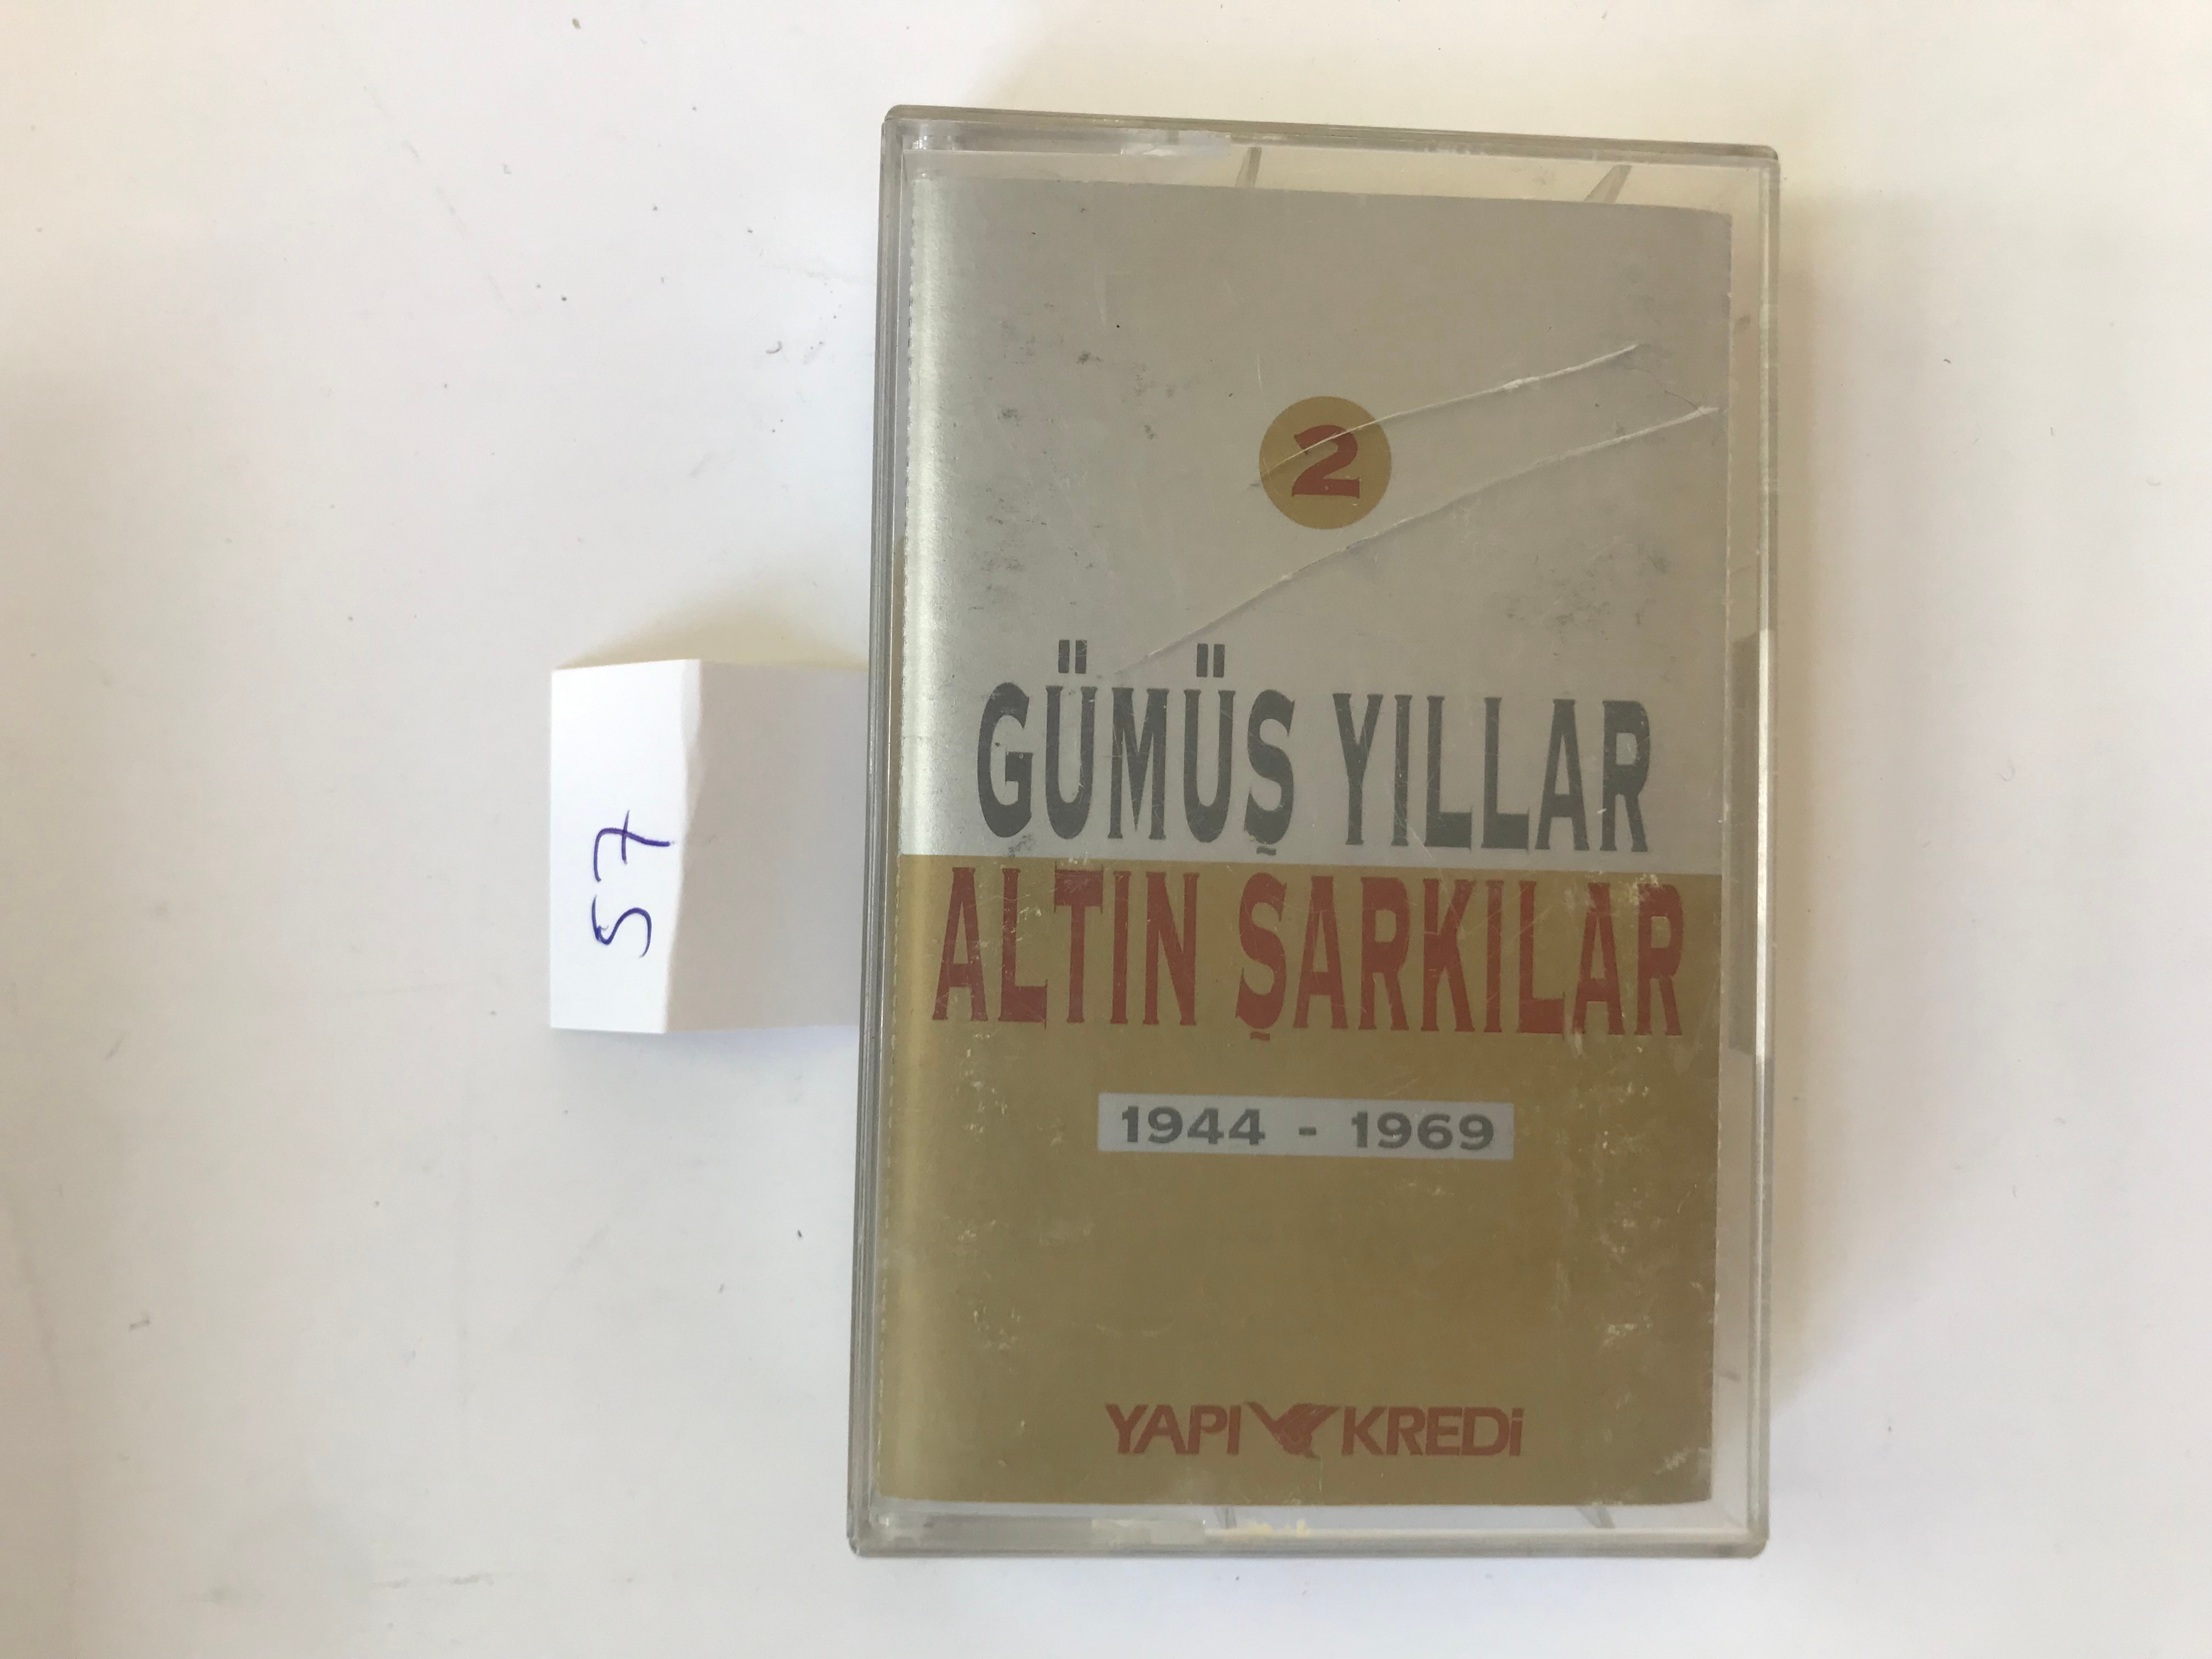 57
2
GÜMÜŞ YILLAR
ALTIN ŞARKILAR
1944 - 1969
YAPI KREDi